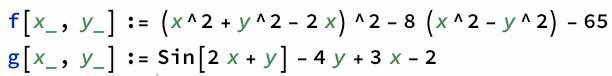 f[x_, y_] := (x^2 + y^2 - 2 x) ^2 - 8 (x^2 - y^2) - 65
g[x_, y_] := Sin[2 x + y] - 4 y + 3 x - 2